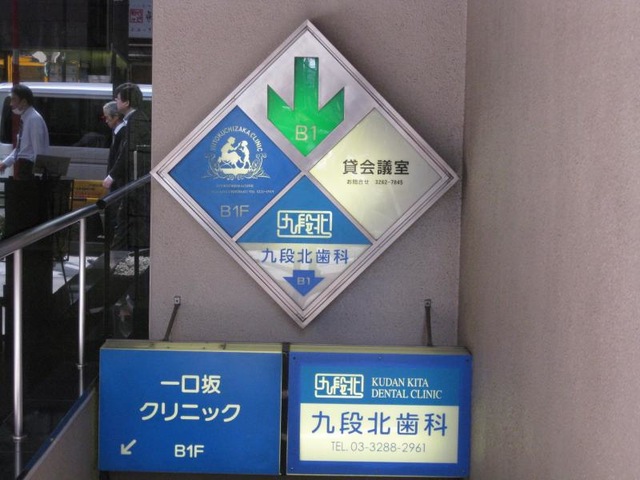 B1
HITOKUCHIZAKA CLINIC
B1F
貸会議室
お問合せ 3262-7845
九段北
九段北歯科
B1
一口坂
クリニック
B1F
九段北
KUDAN KITA
DENTAL CLINIC
九段北歯科
TEL. 03-3288-2961